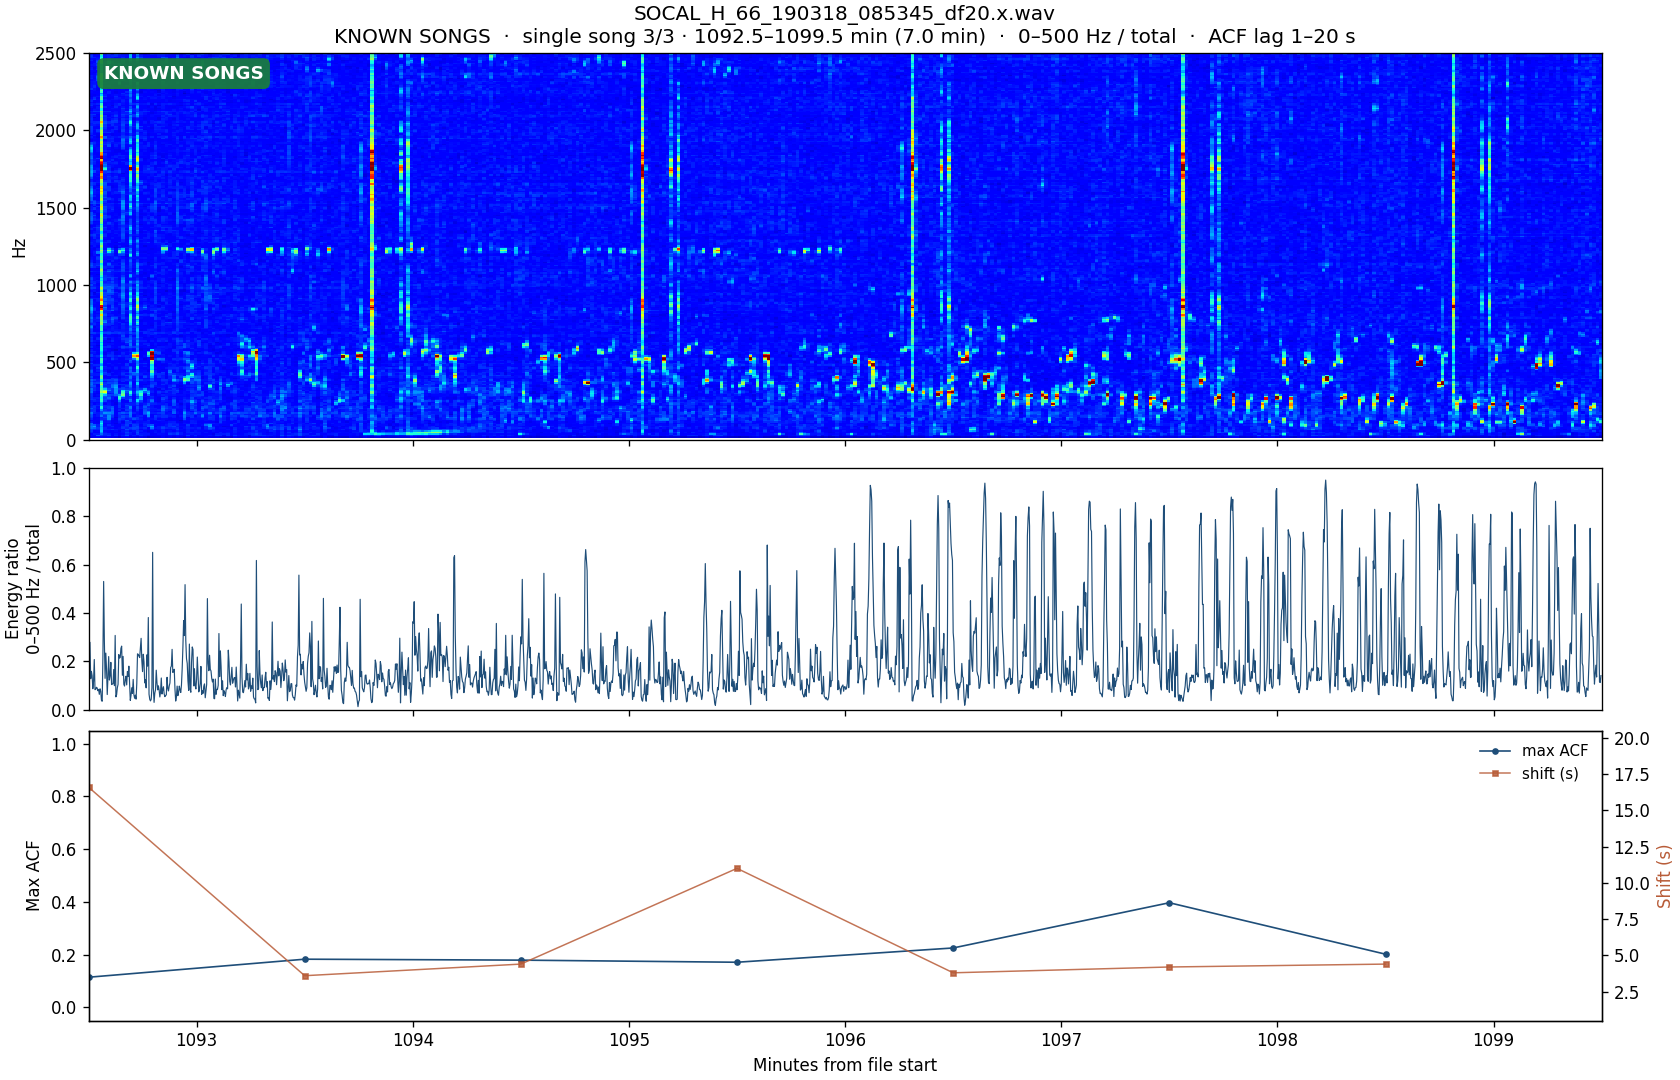 SOCAL_H_66_190318_085345_df20.x.wav
KNOWN SONGS · single song 3/3 · 1092.5–1099.5 min (7.0 min) · 0–500 Hz / total · ACF lag 1–20 s
KNOWN SONGS
2500
2000
1500
1000
500
0
Hz
1.0
0.8
0.6
0.4
0.2
0.0
Energy ratio
0–500 Hz / total
1.0
0.8
0.6
0.4
0.2
0.0
Max ACF
max ACF
shift (s)
20.0
17.5
15.0
12.5
10.0
7.5
5.0
2.5
Shift (s)
1093 1094 1095 1096 1097 1098 1099
Minutes from file start